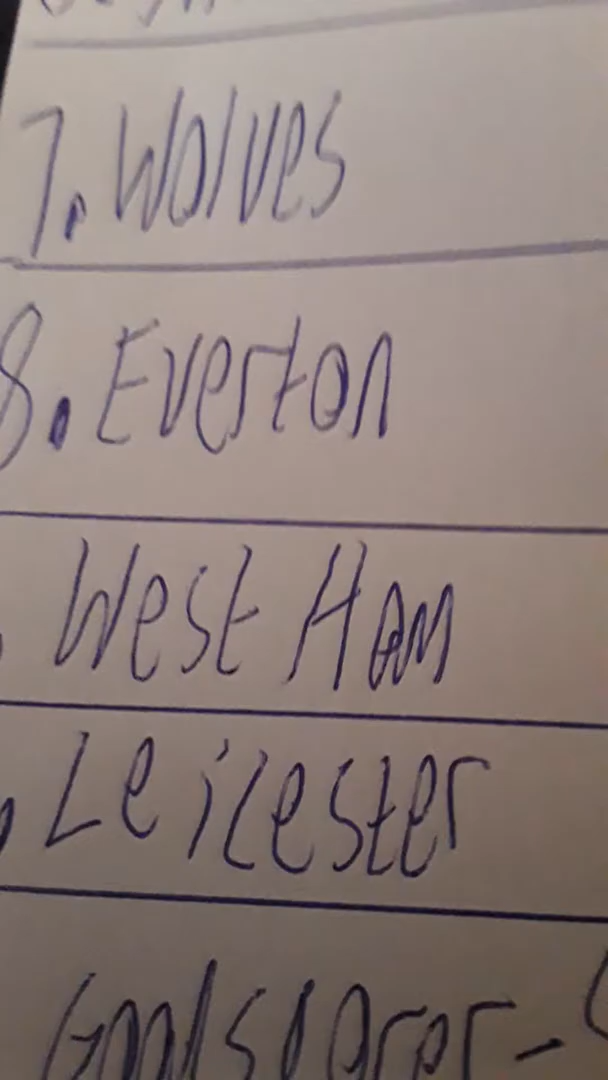 7. Wolves
8. Everton
. West Ham
. Leicester
Goalscorer -